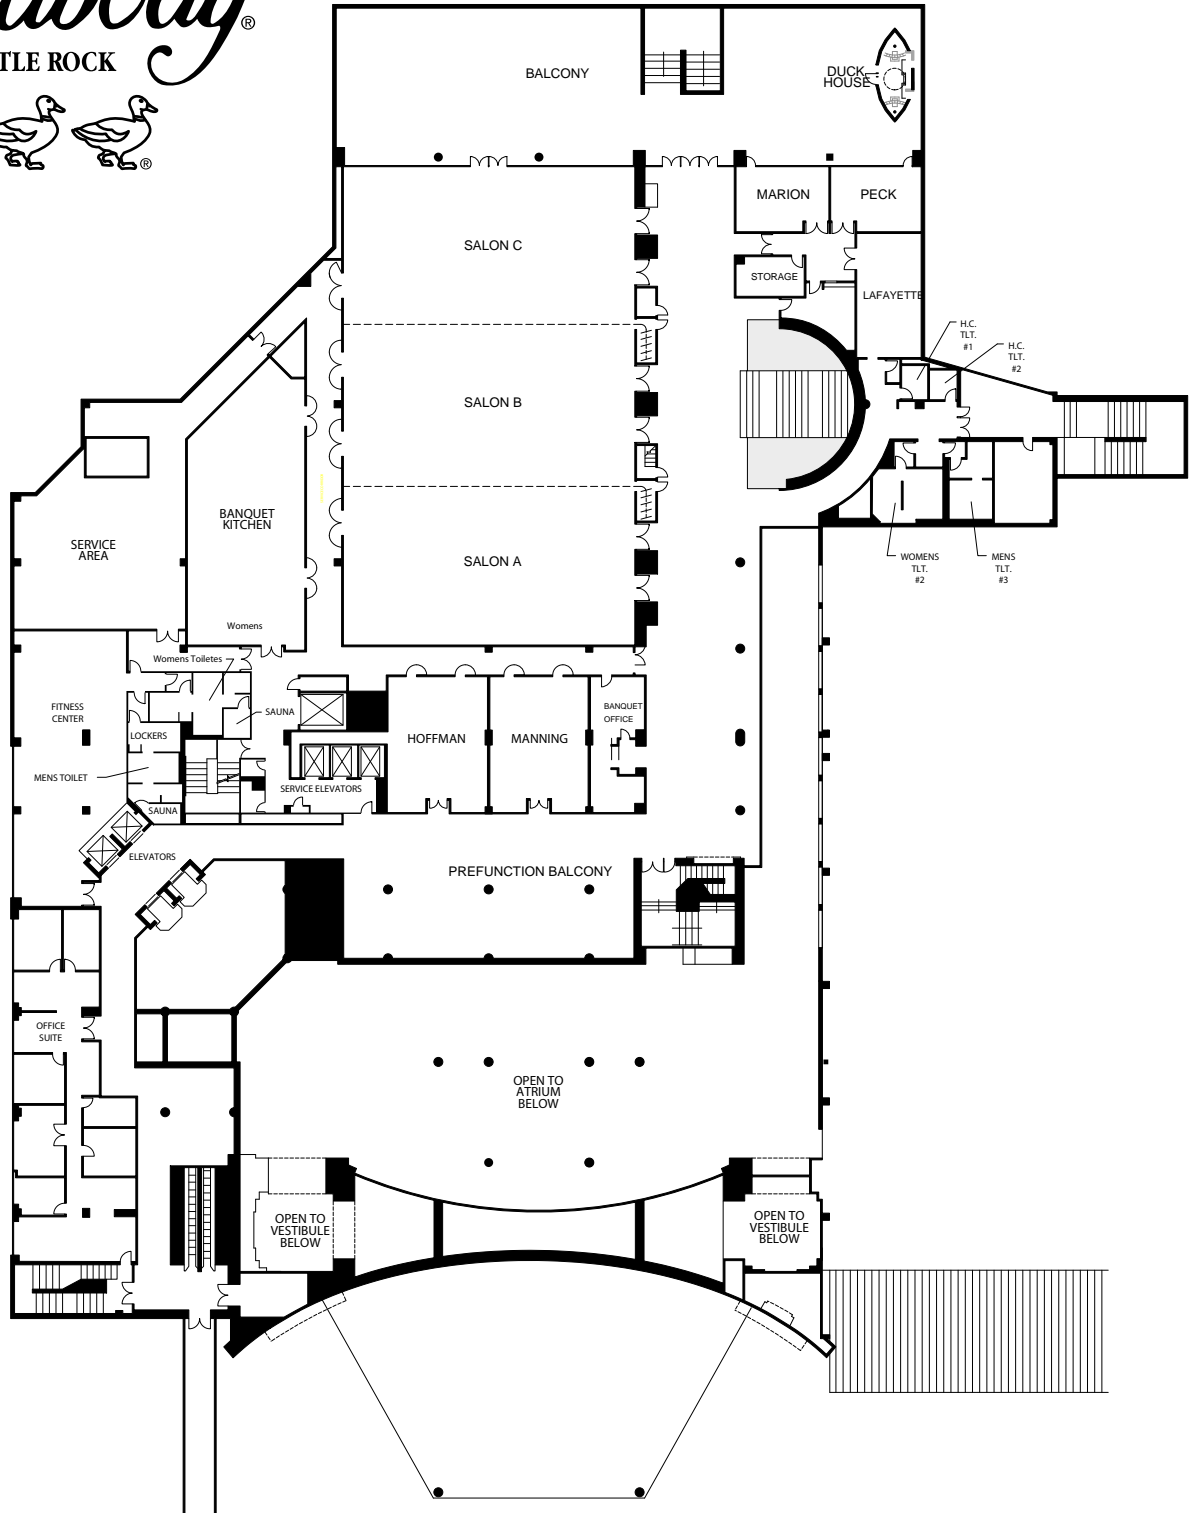 ®
TLE ROCK
®
BALCONY
DUCK
HOUSE
MARION
PECK
SALON C
STORAGE
LAFAYETTE
H.C.
TLT.
#1
H.C.
TLT.
#2
SALON B
BANQUET
KITCHEN
SERVICE
AREA
SALON A
WOMENS
TLT.
#2
MENS
TLT.
#3
Womens
Womens Toiletes
FITNESS
CENTER
SAUNA
BANQUET
OFFICE
LOCKERS
HOFFMAN
MANNING
MENS TOILET
SERVICE ELEVATORS
SAUNA
ELEVATORS
PREFUNCTION BALCONY
OFFICE
SUITE
OPEN TO
ATRIUM
BELOW
OPEN TO
VESTIBULE
BELOW
OPEN TO
VESTIBULE
BELOW